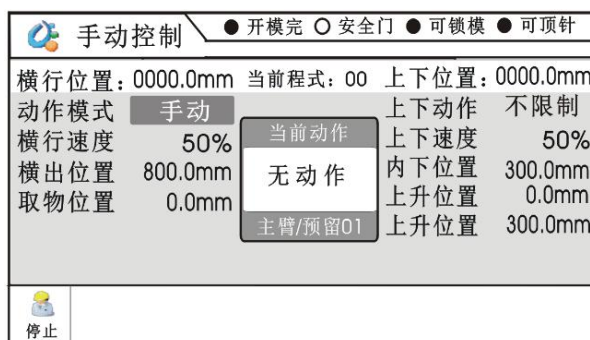 手动控制 ● 开模完 ○ 安全门 ● 可锁模 ● 可顶针
横行位置: 0000.0mm 当前程式: 00 上下位置: 0000.0mm
动作模式 手动 上下动作 不限制
横行速度 50% 当前动作 上下速度 50%
横出位置 800.0mm 无动作 内下位置 300.0mm
取物位置 0.0mm 上升位置 0.0mm
主臂/预留01 上升位置 300.0mm
停止